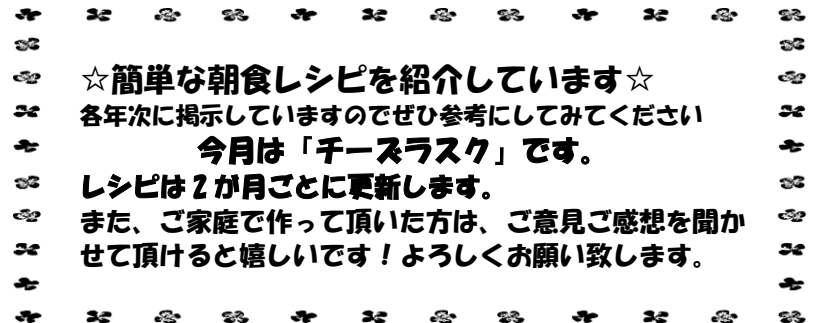 ☆簡単な朝食レシピを紹介しています☆
各年次に掲示していますのでぜひ参考にしてみてください
今月は「チーズラスク」です。
レシピは2が月ごとに更新します。
また、ご家庭で作って頂いた方は、ご意見ご感想を聞か
せて頂けると嬉しいです!よろしくお願い致します。